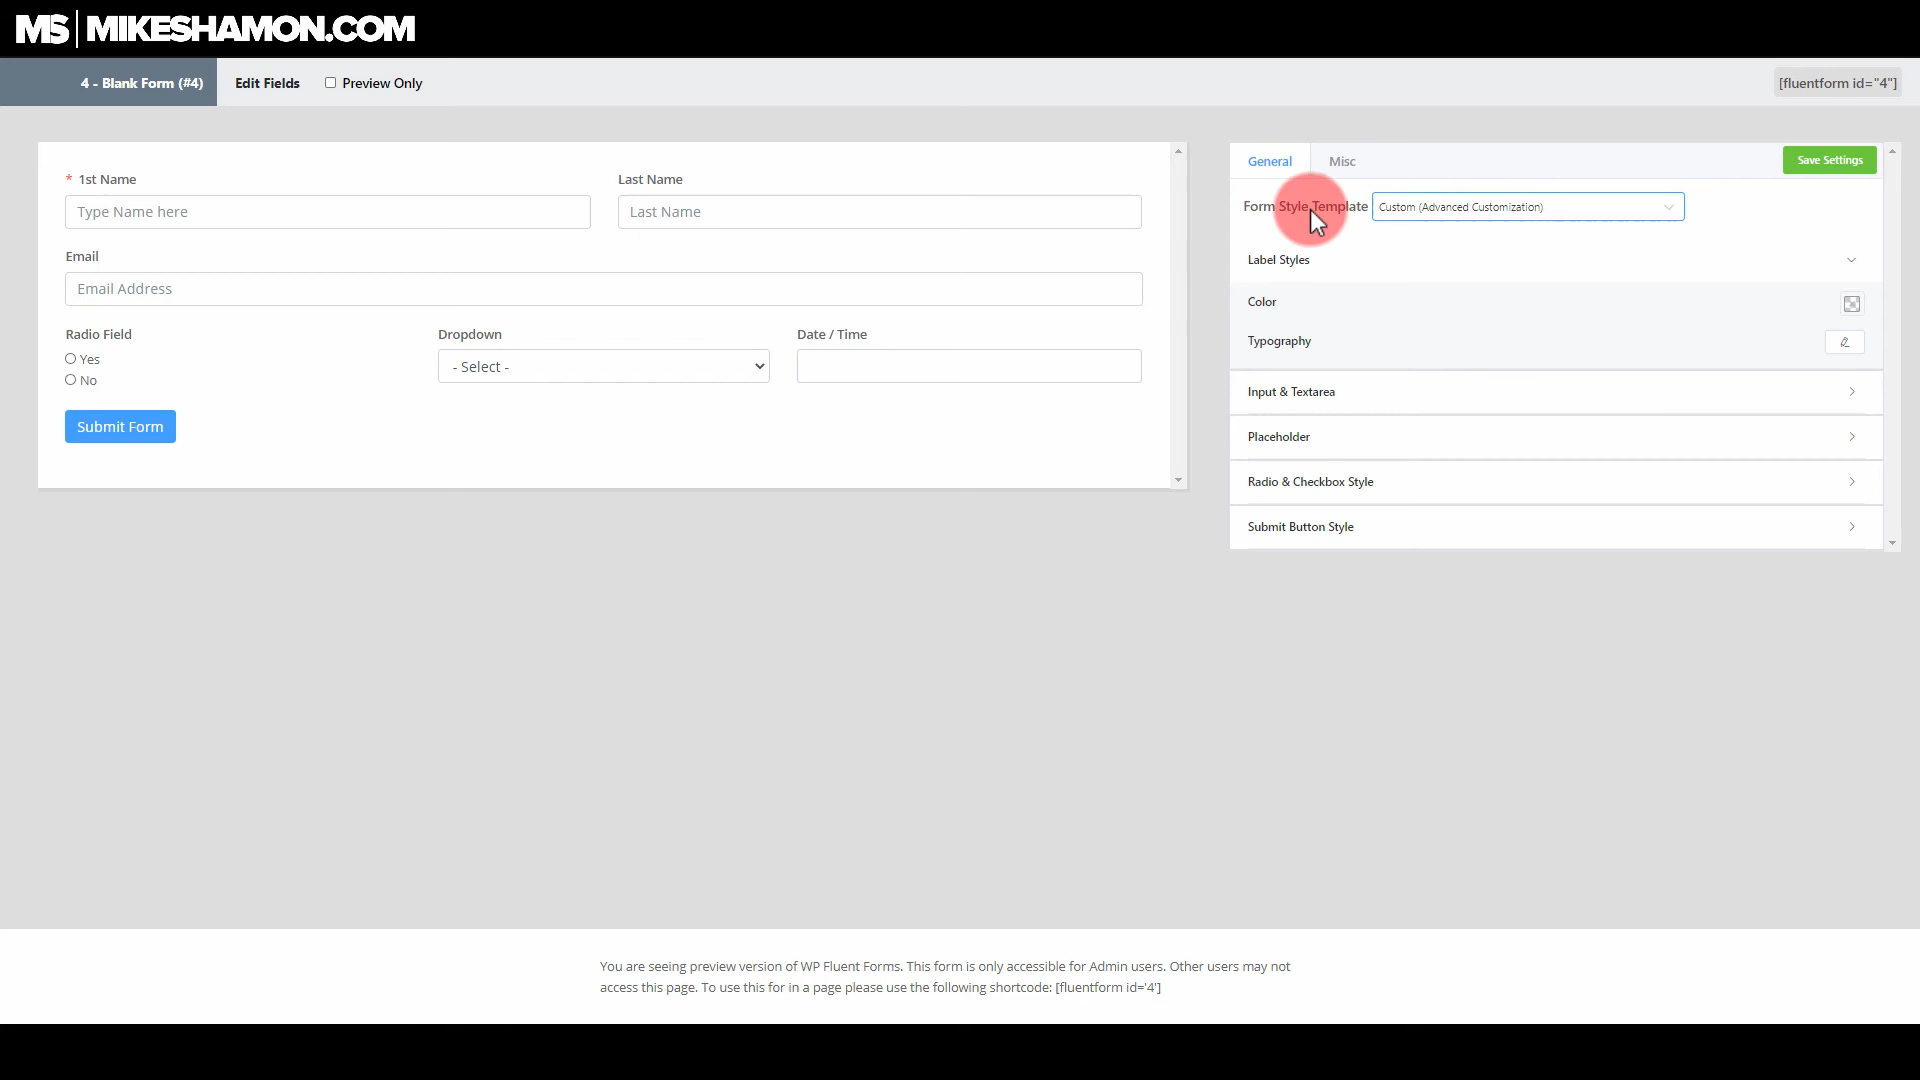 MS | MIKESHAMON.COM
4 - Blank Form (#4) Edit Fields Preview Only [fluentform id="4"]
* 1st Name Last Name
Type Name here Last Name
Email
Email Address
Radio Field Dropdown Date / Time
Yes
No
- Select -
Submit Form
General Misc Save Settings
Form Style Template Custom (Advanced Customization)
Label Styles
Color
Typography
Input & Textarea
Placeholder
Radio & Checkbox Style
Submit Button Style
You are seeing preview version of WP Fluent Forms. This form is only accessible for Admin users. Other users may not
access this page. To use this for in a page please use the following shortcode: [fluentform id='4']